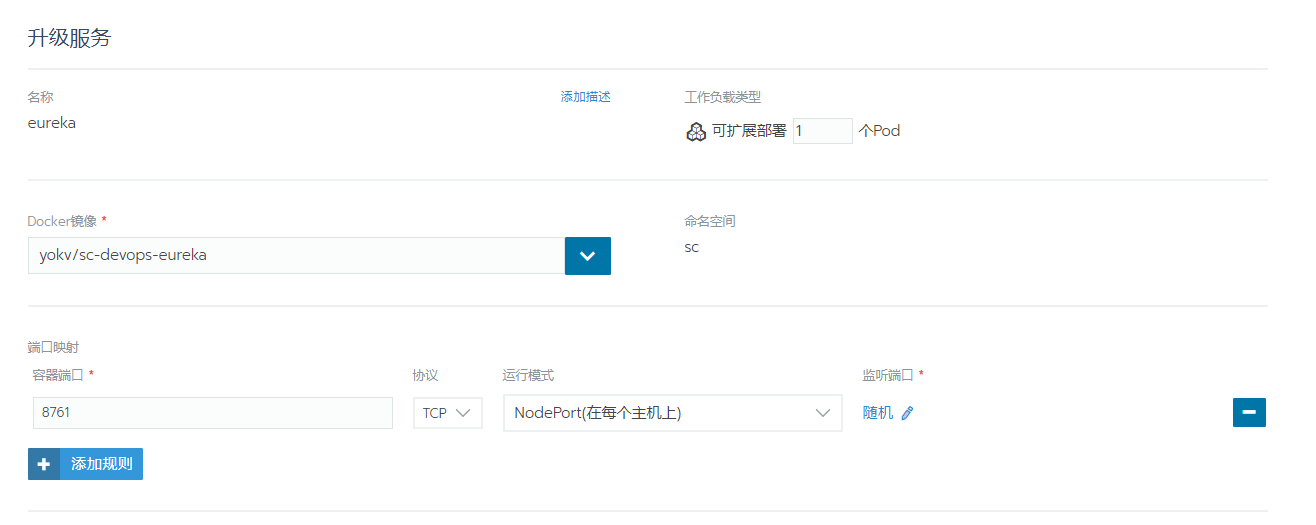 升级服务
名称 添加描述 工作负载类型
eureka 可扩展部署 1 个Pod
Docker镜像 * 命名空间
yokv/sc-devops-eureka sc
端口映射
容器端口 * 协议 运行模式 监听端口 *
8761 TCP NodePort(在每个主机上) 随机
添加规则